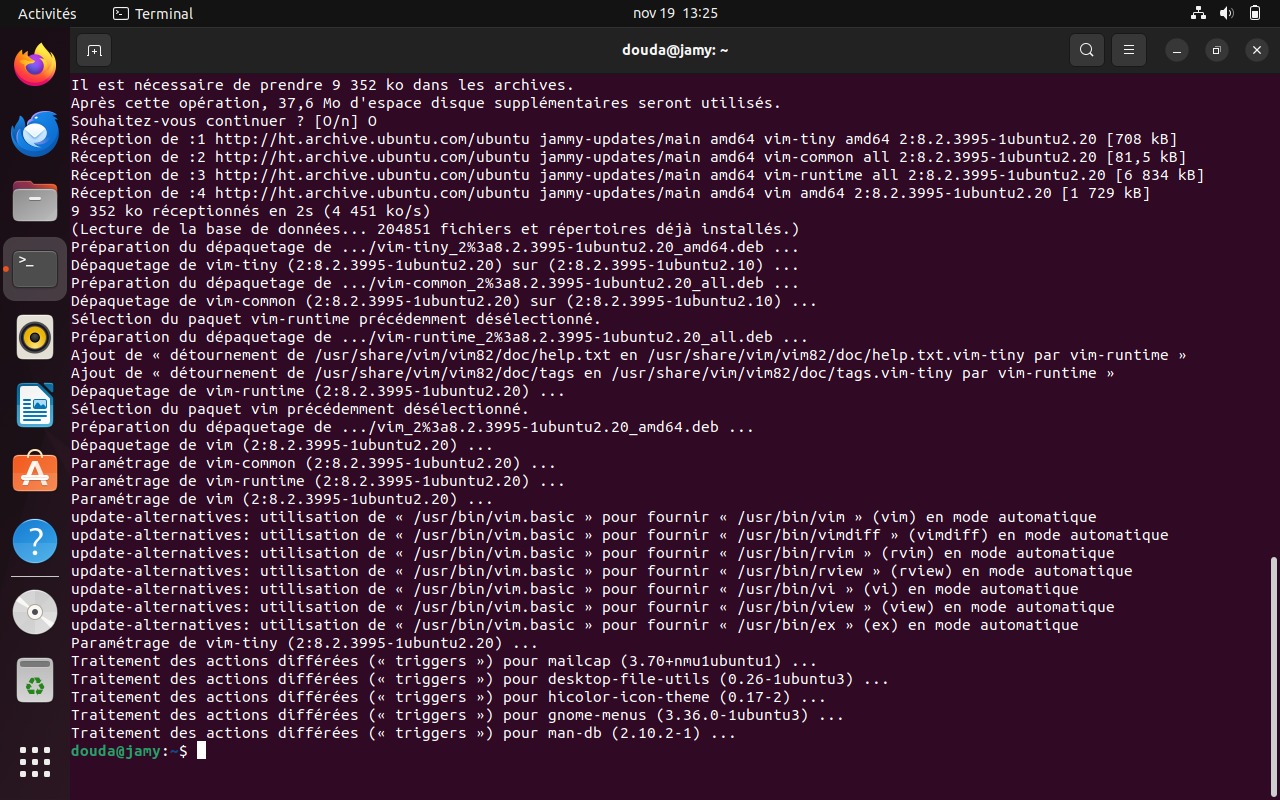 Activités
Terminal
nov 19 13:25
douda@jamy: ~
Il est nécessaire de prendre 9 352 ko dans les archives.
Après cette opération, 37,6 Mo d'espace disque supplémentaires seront utilisés.
Souhaitez-vous continuer ? [O/n] O
Réception de :1 http://ht.archive.ubuntu.com/ubuntu jammy-updates/main amd64 vim-tiny amd64 2:8.2.3995-1ubuntu2.20 [708 kB]
Réception de :2 http://ht.archive.ubuntu.com/ubuntu jammy-updates/main amd64 vim-common all 2:8.2.3995-1ubuntu2.20 [81,5 kB]
Réception de :3 http://ht.archive.ubuntu.com/ubuntu jammy-updates/main amd64 vim-runtime all 2:8.2.3995-1ubuntu2.20 [6 834 kB]
Réception de :4 http://ht.archive.ubuntu.com/ubuntu jammy-updates/main amd64 vim amd64 2:8.2.3995-1ubuntu2.20 [1 729 kB]
9 352 ko réceptionnés en 2s (4 451 ko/s)
(Lecture de la base de données... 204851 fichiers et répertoires déjà installés.)
Préparation du dépaquetage de .../vim-tiny_2%3a8.2.3995-1ubuntu2.20_amd64.deb ...
Dépaquetage de vim-tiny (2:8.2.3995-1ubuntu2.20) sur (2:8.2.3995-1ubuntu2.10) ...
Préparation du dépaquetage de .../vim-common_2%3a8.2.3995-1ubuntu2.20_all.deb ...
Dépaquetage de vim-common (2:8.2.3995-1ubuntu2.20) sur (2:8.2.3995-1ubuntu2.10) ...
Sélection du paquet vim-runtime précédemment désélectionné.
Préparation du dépaquetage de .../vim-runtime_2%3a8.2.3995-1ubuntu2.20_all.deb ...
Ajout de « détournement de /usr/share/vim/vim82/doc/help.txt en /usr/share/vim/vim82/doc/help.txt.vim-tiny par vim-runtime »
Ajout de « détournement de /usr/share/vim/vim82/doc/tags en /usr/share/vim/vim82/doc/tags.vim-tiny par vim-runtime »
Dépaquetage de vim-runtime (2:8.2.3995-1ubuntu2.20) ...
Sélection du paquet vim précédemment désélectionné.
Préparation du dépaquetage de .../vim_2%3a8.2.3995-1ubuntu2.20_amd64.deb ...
Dépaquetage de vim (2:8.2.3995-1ubuntu2.20) ...
Paramétrage de vim-common (2:8.2.3995-1ubuntu2.20) ...
Paramétrage de vim-runtime (2:8.2.3995-1ubuntu2.20) ...
Paramétrage de vim (2:8.2.3995-1ubuntu2.20) ...
update-alternatives: utilisation de « /usr/bin/vim.basic » pour fournir « /usr/bin/vim » (vim) en mode automatique
update-alternatives: utilisation de « /usr/bin/vim.basic » pour fournir « /usr/bin/vimdiff » (vimdiff) en mode automatique
update-alternatives: utilisation de « /usr/bin/vim.basic » pour fournir « /usr/bin/rvim » (rvim) en mode automatique
update-alternatives: utilisation de « /usr/bin/vim.basic » pour fournir « /usr/bin/rview » (rview) en mode automatique
update-alternatives: utilisation de « /usr/bin/vim.basic » pour fournir « /usr/bin/vi » (vi) en mode automatique
update-alternatives: utilisation de « /usr/bin/vim.basic » pour fournir « /usr/bin/view » (view) en mode automatique
update-alternatives: utilisation de « /usr/bin/vim.basic » pour fournir « /usr/bin/ex » (ex) en mode automatique
Paramétrage de vim-tiny (2:8.2.3995-1ubuntu2.20) ...
Traitement des actions différées (« triggers ») pour mailcap (3.70+nmu1ubuntu1) ...
Traitement des actions différées (« triggers ») pour desktop-file-utils (0.26-1ubuntu3) ...
Traitement des actions différées (« triggers ») pour hicolor-icon-theme (0.17-2) ...
Traitement des actions différées (« triggers ») pour gnome-menus (3.36.0-1ubuntu3) ...
Traitement des actions différées (« triggers ») pour man-db (2.10.2-1) ...
douda@jamy:~$